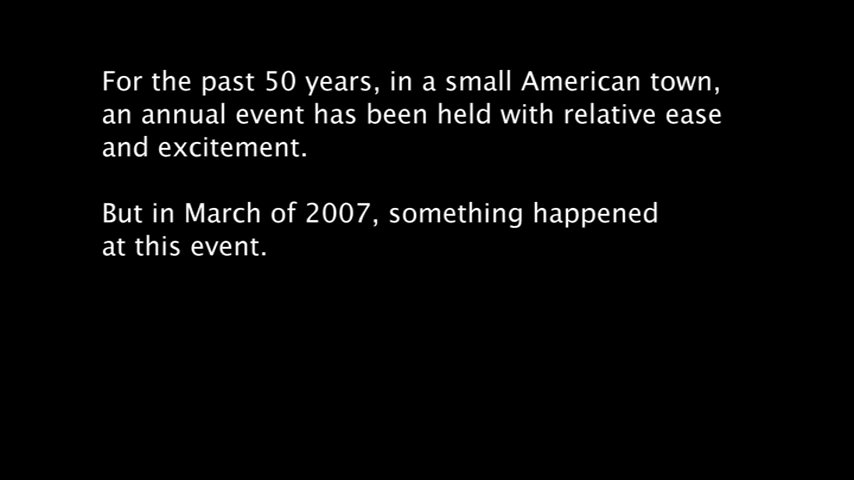 For the past 50 years, in a small American town,
an annual event has been held with relative ease
and excitement.
But in March of 2007, something happened
at this event.